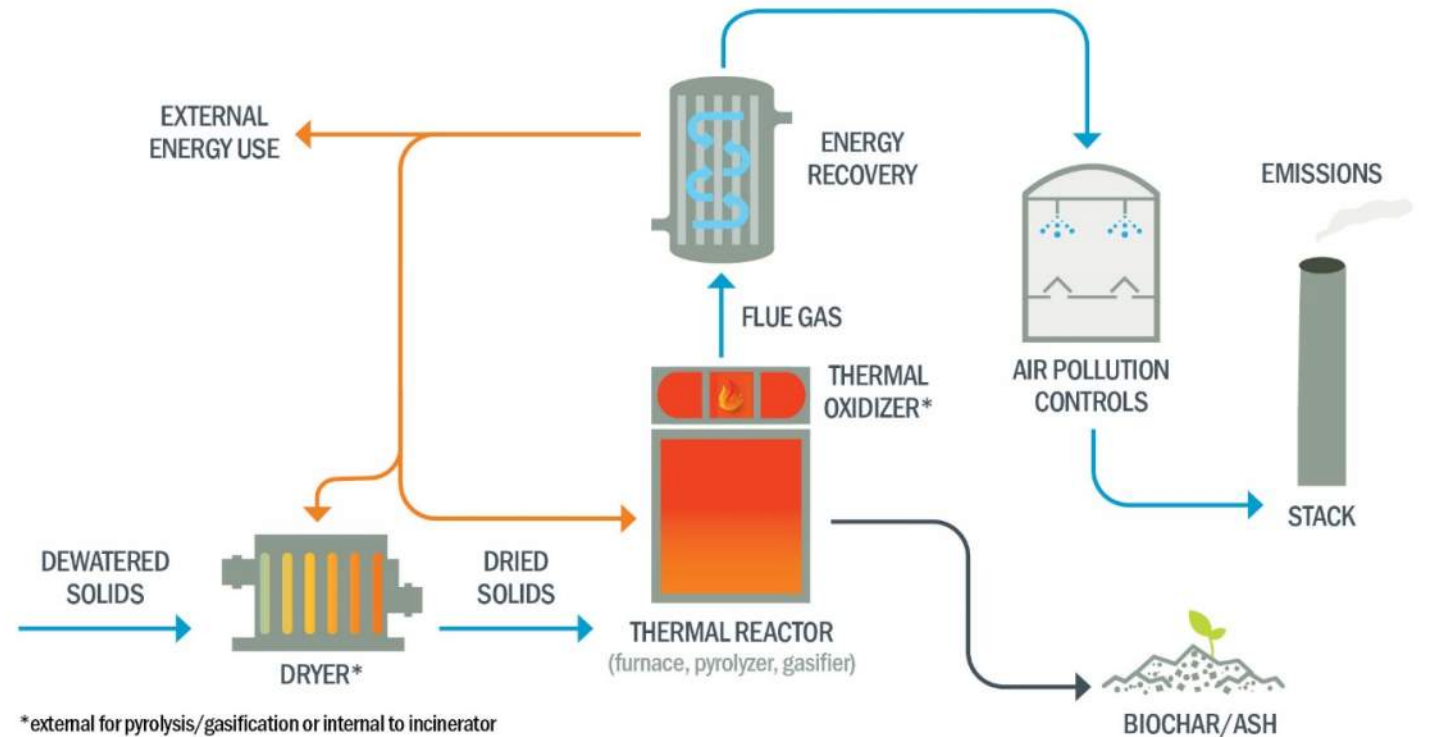 EXTERNAL
ENERGY USE
ENERGY
RECOVERY
EMISSIONS
FLUE GAS
THERMAL
OXIDIZER*
AIR POLLUTION
CONTROLS
STACK
DEWATERED
SOLIDS
DRIED
SOLIDS
DRYER*
THERMAL REACTOR
(furnace, pyrolyzer, gasifier)
BIOCHAR/ASH
*external for pyrolysis/gasification or internal to incinerator